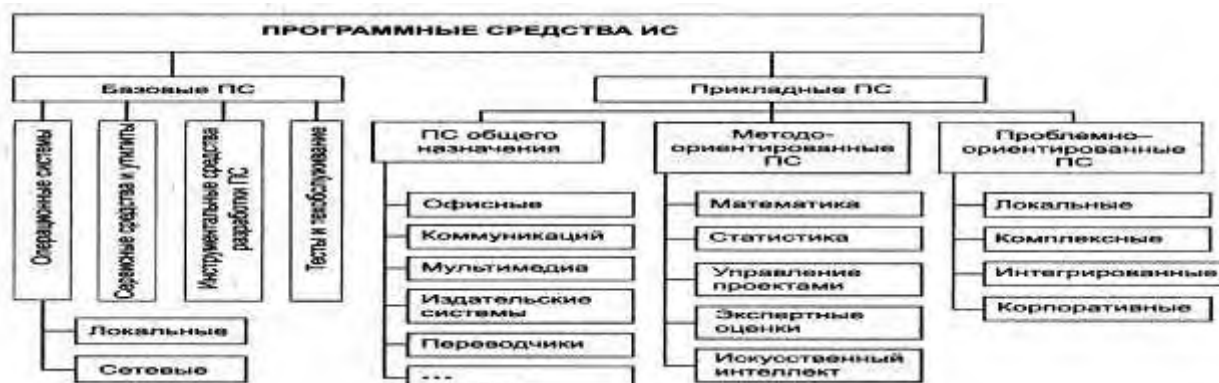 ПРОГРАММНЫЕ СРЕДСТВА ИС
Базовые ПС
Прикладные ПС
Операционные системы
Сервисные средства и утилиты
Инструментальные средства
разработки ПС
Тесты и техобслуживание
Локальные
Сетевые
ПС общего
назначения
Офисные
Коммуникаций
Мультимедиа
Издательские
системы
Переводчики
...
Методо-
ориентированные
ПС
Математика
Статистика
Управление
проектами
Экспертные
оценки
Искусственный
интеллект
Проблемно-
ориентированные
ПС
Локальные
Комплексные
Интегрированные
Корпоративные